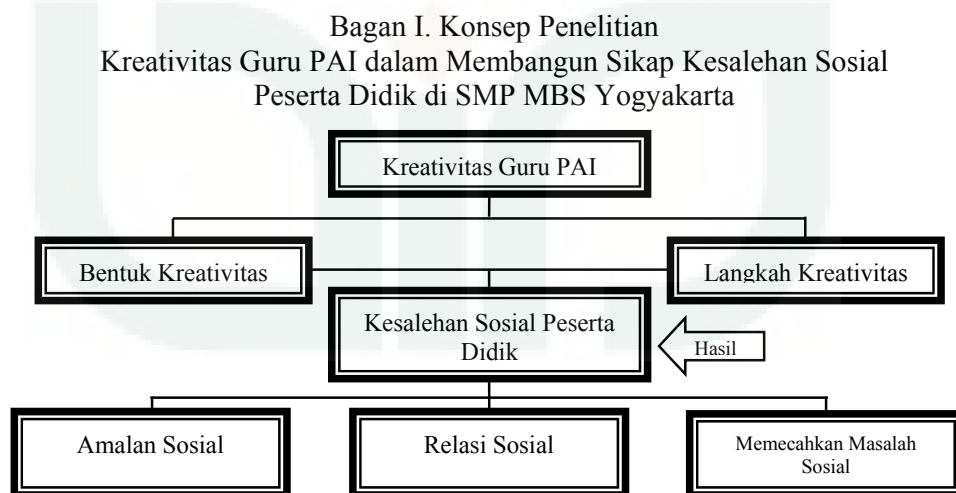 Bagan I. Konsep Penelitian
Kreativitas Guru PAI dalam Membangun Sikap Kesalehan Sosial
Peserta Didik di SMP MBS Yogyakarta
Kreativitas Guru PAI
Bentuk Kreativitas
Langkah Kreativitas
Kesalehan Sosial Peserta
Didik
Hasil
Amalan Sosial
Relasi Sosial
Memecahkan Masalah
Sosial